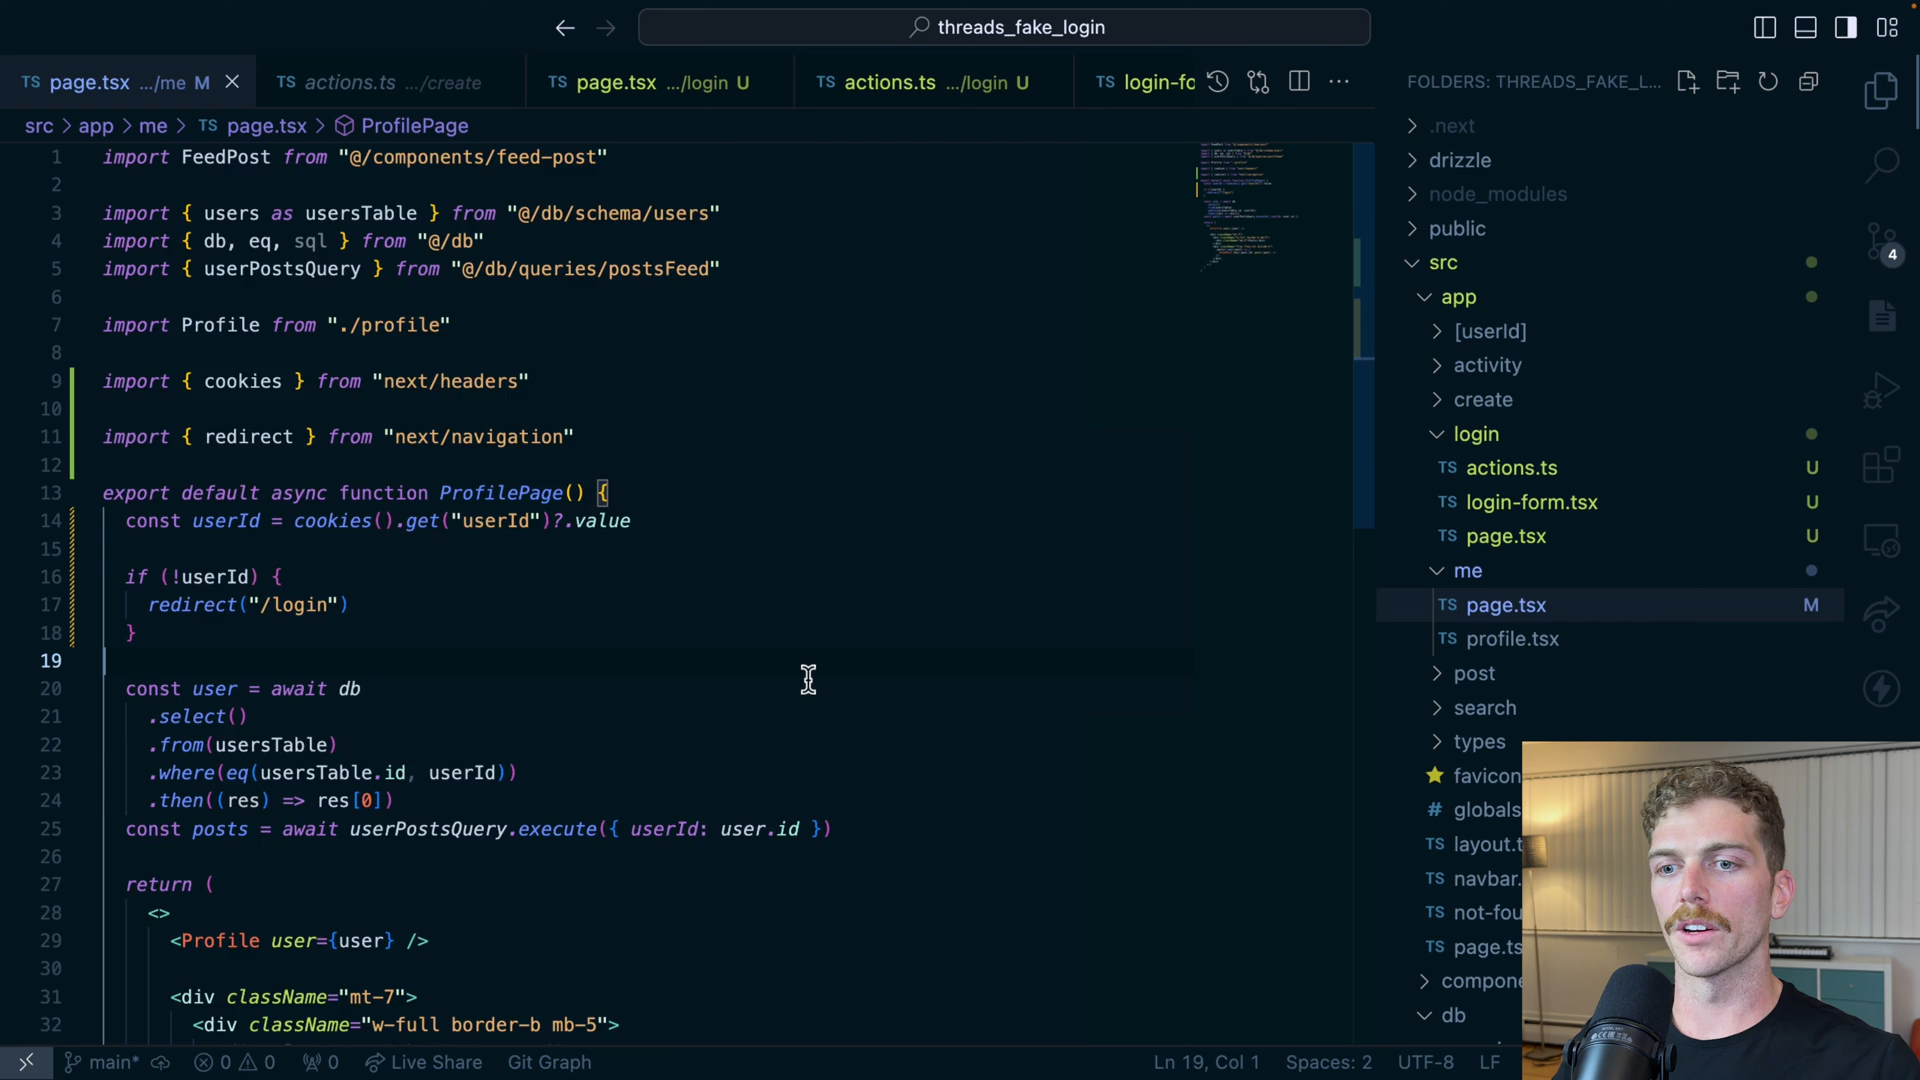 threads_fake_login
TS page.tsx .../me M
TS actions.ts .../create
TS page.tsx .../login U
TS actions.ts .../login U
TS login-fo
FOLDERS: THREADS_FAKE_L...
src > app > me > TS page.tsx > ProfilePage
1 import FeedPost from "@/components/feed-post"
2
3 import { users as usersTable } from "@/db/schema/users"
4 import { db, eq, sql } from "@/db"
5 import { userPostsQuery } from "@/db/queries/postsFeed"
6
7 import Profile from "./profile"
8
9 import { cookies } from "next/headers"
10
11 import { redirect } from "next/navigation"
12
13 export default async function ProfilePage() {
14 const userId = cookies().get("userId")?.value
15
16 if (!userId) {
17 redirect("/login")
18 }
19
20 const user = await db
21 .select()
22 .from(usersTable)
23 .where(eq(usersTable.id, userId))
24 .then((res) => res[0])
25 const posts = await userPostsQuery.execute({ userId: user.id })
26
27 return (
28 <>
29 <Profile user={user} />
30
31 <div className="mt-7">
32 <div className="w-full border-b mb-5">
.next
drizzle
node_modules
public
src
app
[userId]
activity
create
login
TS actions.ts U
TS login-form.tsx U
TS page.tsx U
me
TS page.tsx M
TS profile.tsx
post
search
types
favicon
# globals
TS layout.t
TS navbar.
TS not-fou
TS page.ts
compone
db
4
main*
0
0
0
Live Share
Git Graph
Ln 19, Col 1
Spaces: 2
UTF-8
LF